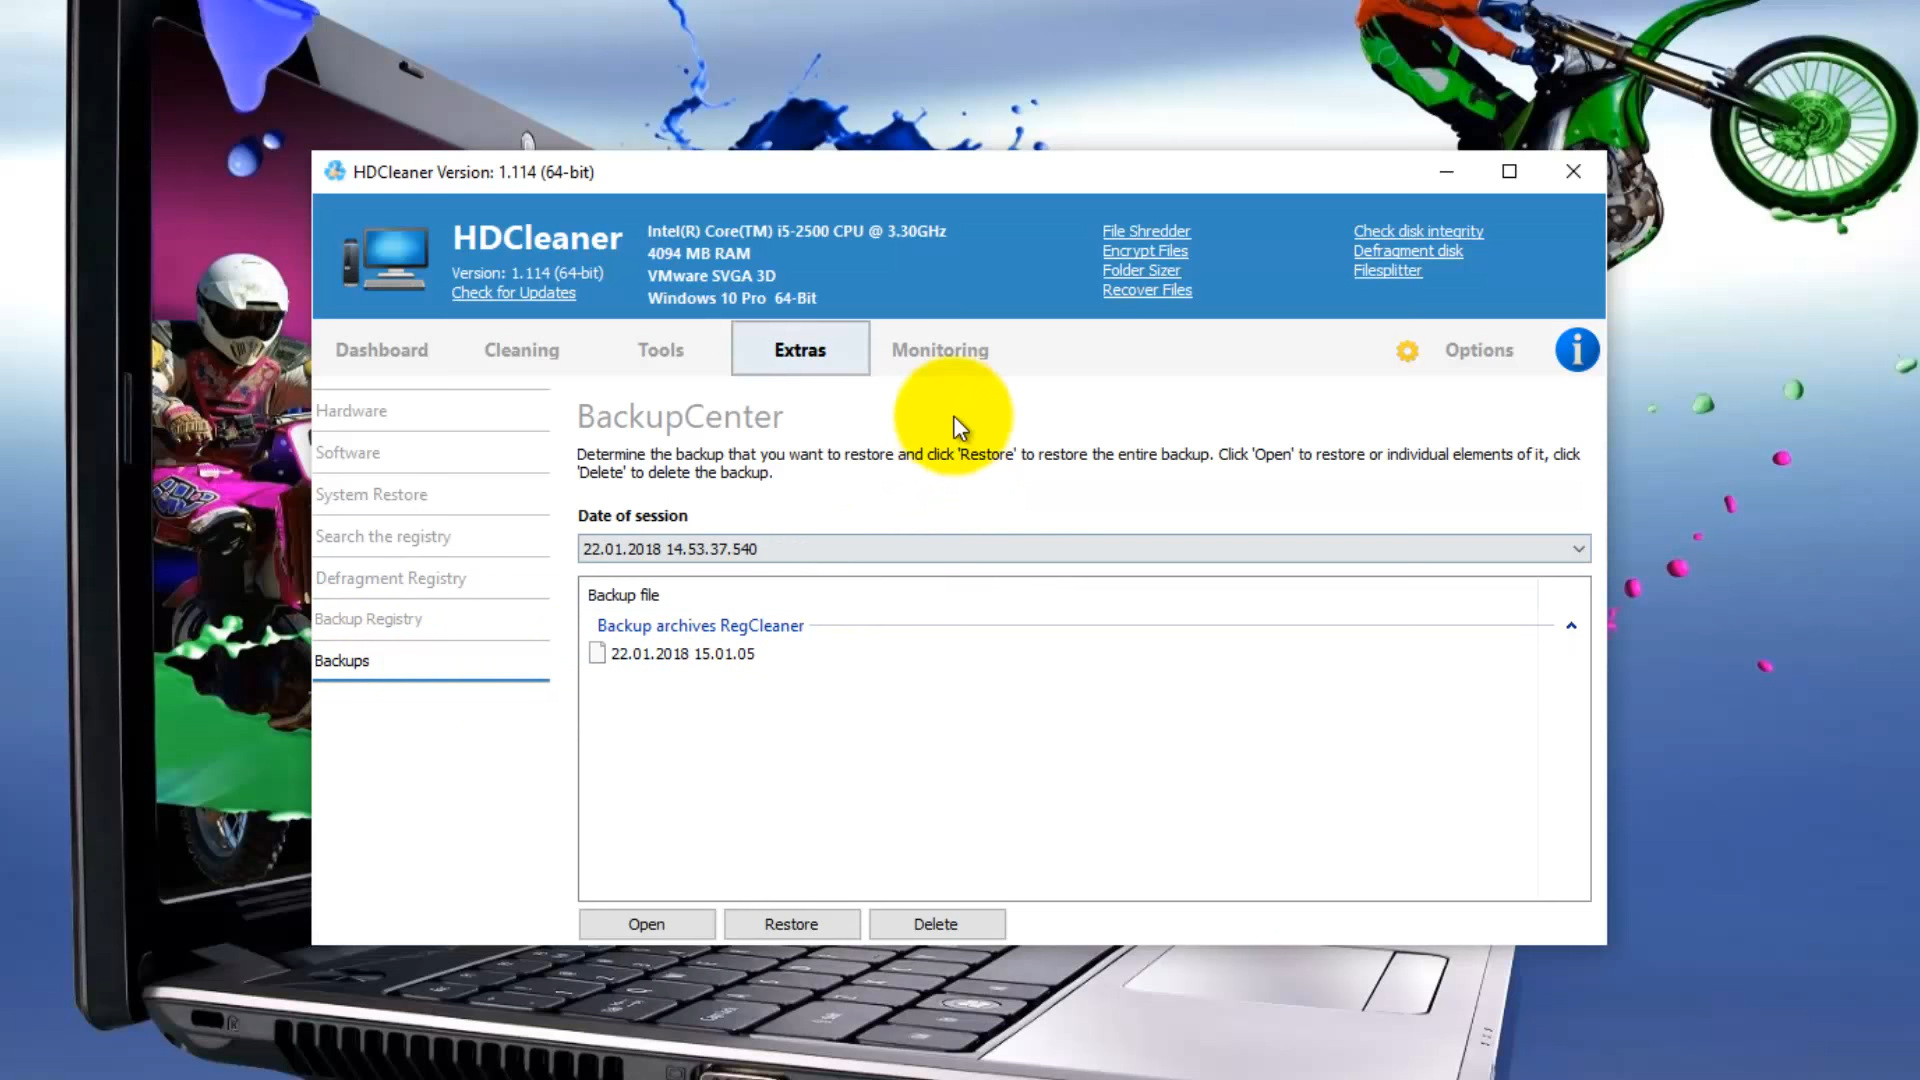 HDCleaner Version: 1.114 (64-bit)
HDCleaner
Version: 1.114 (64-bit)
Check for Updates
Intel(R) Core(TM) i5-2500 CPU @ 3.30GHz
4094 MB RAM
VMware SVGA 3D
Windows 10 Pro 64-Bit
File Shredder
Encrypt Files
Folder Sizer
Recover Files
Check disk integrity
Defragment disk
Filesplitter
Dashboard
Cleaning
Tools
Extras
Monitoring
Options
Hardware
Software
System Restore
Search the registry
Defragment Registry
Backup Registry
Backups
BackupCenter
Determine the backup that you want to restore and click 'Restore' to restore the entire backup. Click 'Open' to restore or individual elements of it, click
'Delete' to delete the backup.
Date of session
22.01.2018 14.53.37.540
Backup file
Backup archives RegCleaner
22.01.2018 15.01.05
Open
Restore
Delete